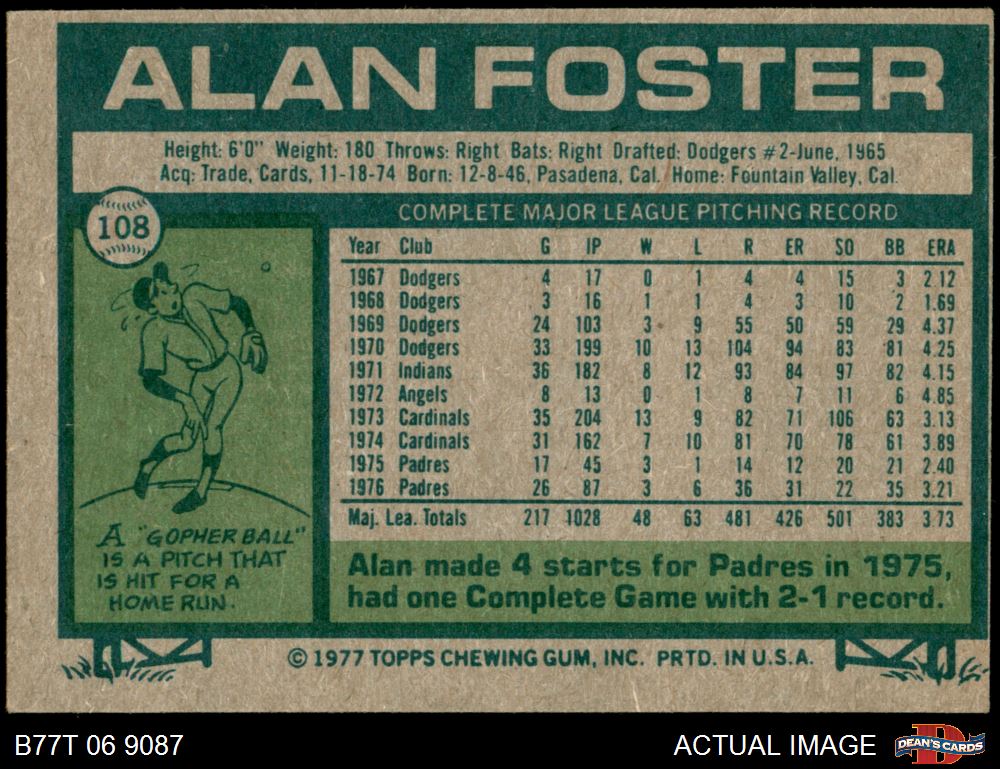 ALAN FOSTER
Height: 6'0" Weight: 180 Throws: Right Bats: Right Drafted: Dodgers #2-June, 1965
Acq: Trade, Cards, 11-18-74 Born: 12-8-46, Pasadena, Cal. Home: Fountain Valley, Cal.
108
COMPLETE MAJOR LEAGUE PITCHING RECORD
Year Club G IP W L R ER SO BB ERA
1967 Dodgers 4 17 0 1 4 4 15 3 2.12
1968 Dodgers 3 16 1 1 4 3 10 2 1.69
1969 Dodgers 24 103 3 9 55 50 59 29 4.37
1970 Dodgers 33 199 10 13 104 94 83 81 4.25
1971 Indians 36 182 8 12 93 84 97 82 4.15
1972 Angels 8 13 0 1 8 7 11 6 4.85
1973 Cardinals 35 204 13 9 82 71 106 63 3.13
1974 Cardinals 31 162 7 10 81 70 78 61 3.89
1975 Padres 17 45 3 1 14 12 20 21 2.40
1976 Padres 26 87 3 6 36 31 22 35 3.21
Maj. Lea. Totals 217 1028 48 63 481 426 501 383 3.73
A "GOPHER BALL"
IS A PITCH THAT
IS HIT FOR A
HOME RUN.
Alan made 4 starts for Padres in 1975,
had one Complete Game with 2-1 record.
© 1977 TOPPS CHEWING GUM, INC. PRTD. IN U.S.A.
B77T 06 9087
ACTUAL IMAGE
D
DEAN'S CARDS